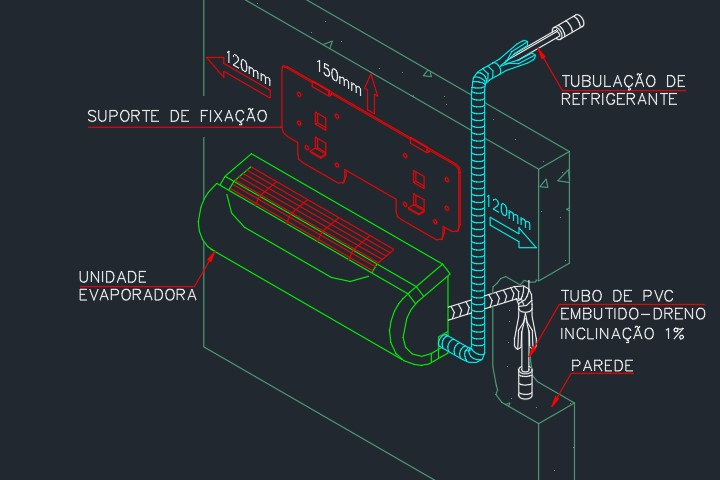 120mm
150mm
TUBULAÇÃO DE
REFRIGERANTE
SUPORTE DE FIXAÇÃO
120mm
UNIDADE
EVAPORADORA
TUBO DE PVC
EMBUTIDO-DRENO
INCLINAÇÃO 1%
PAREDE